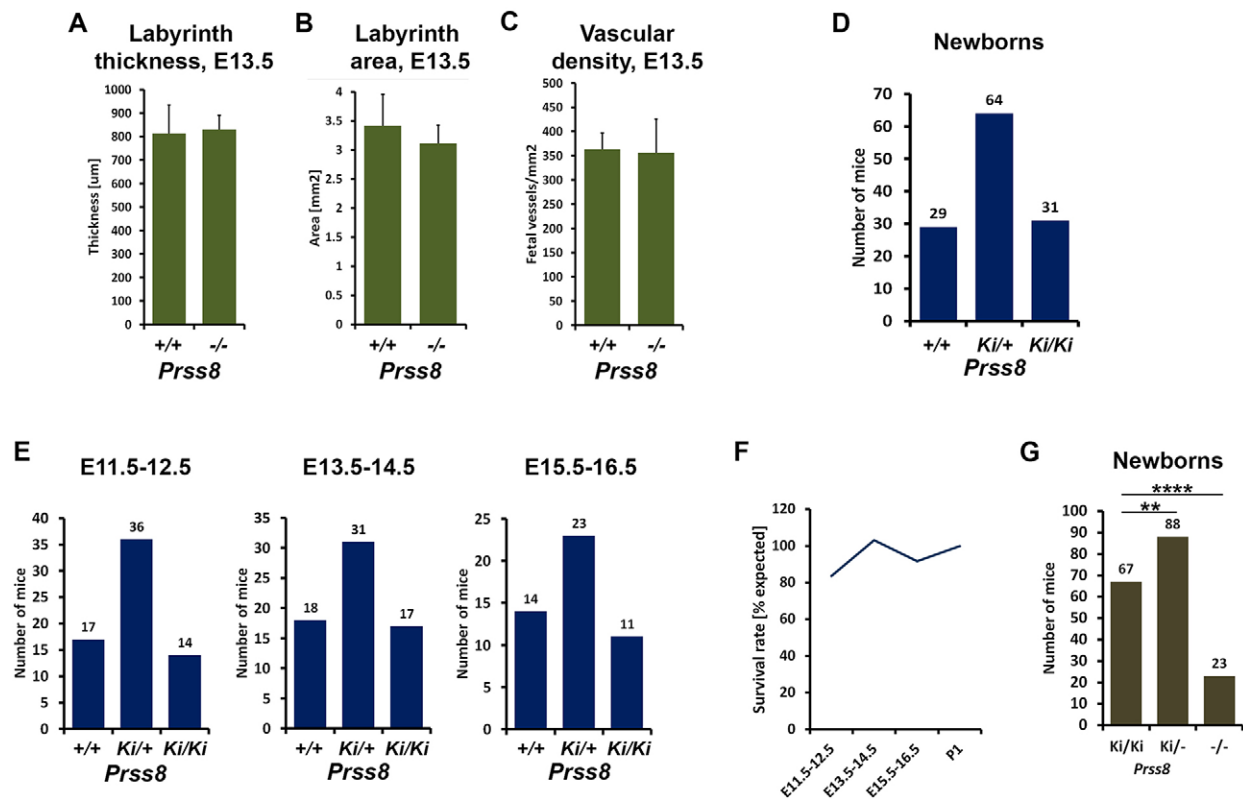 A
Labyrinth
thickness, E13.5
Thickness [um]
1000
900
800
700
600
500
400
300
200
100
0
+/+ -/-
Prss8
B
Labyrinth
area, E13.5
Area [mm2]
4
3.5
3
2.5
2
1.5
1
0.5
0
+/+ -/-
Prss8
C
Vascular
density, E13.5
Fetal vessels/mm2
500
450
400
350
300
250
200
150
100
50
0
+/+ -/-
Prss8
D
Newborns
Number of mice
70
60
50
40
30
20
10
0
29 64 31
+/+ Ki/+ Ki/Ki
Prss8
E
E11.5-12.5
Number of mice
40
35
30
25
20
15
10
5
0
17 36 14
+/+ Ki/+ Ki/Ki
Prss8
E13.5-14.5
Number of mice
35
30
25
20
15
10
5
0
18 31 17
+/+ Ki/+ Ki/Ki
Prss8
E15.5-16.5
Number of mice
25
20
15
10
5
0
14 23 11
+/+ Ki/+ Ki/Ki
Prss8
F
Survival rate [% expected]
120
100
80
60
40
20
0
E11.5-12.5
E13.5-14.5
E15.5-16.5
P1
G
Newborns
****
**
Number of mice
100
90
80
70
60
50
40
30
20
10
0
67 88 23
Ki/Ki Ki/- -/-
Prss8